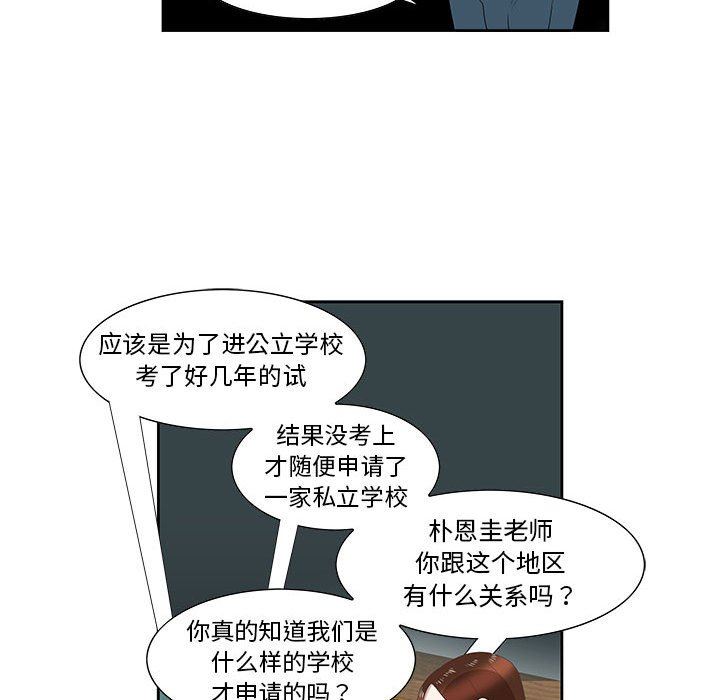 应该是为了进公立学校
考了好几年的试
结果没考上
才随便申请了
一家私立学校
朴恩圭老师
你跟这个地区
有什么关系吗？
你真的知道我们是
什么样的学校
才申请的吗？